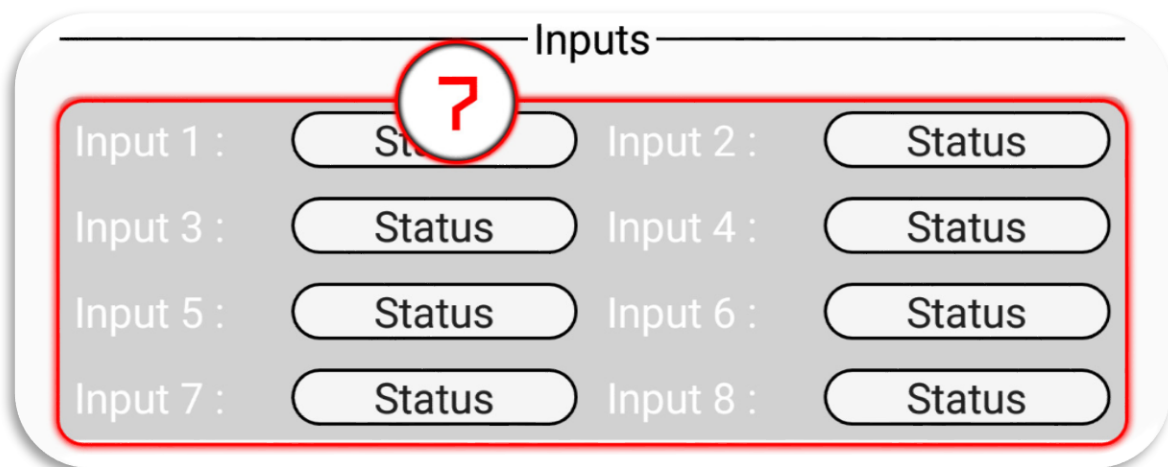 Inputs
7
Input 1 : St Input 2 : Status
Input 3 : Status Input 4 : Status
Input 5 : Status Input 6 : Status
Input 7 : Status Input 8 : Status